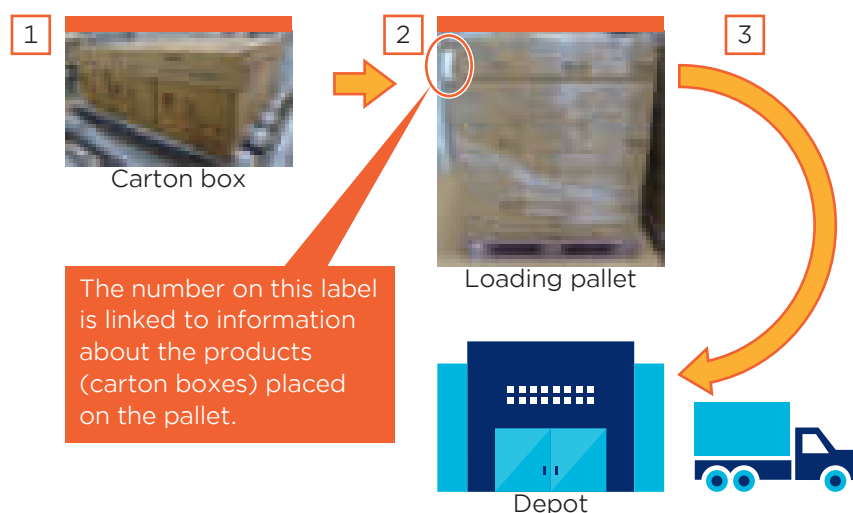 1
2
3
Carton box
Loading pallet
The number on this label
is linked to information
about the products
(carton boxes) placed
on the pallet.
Depot